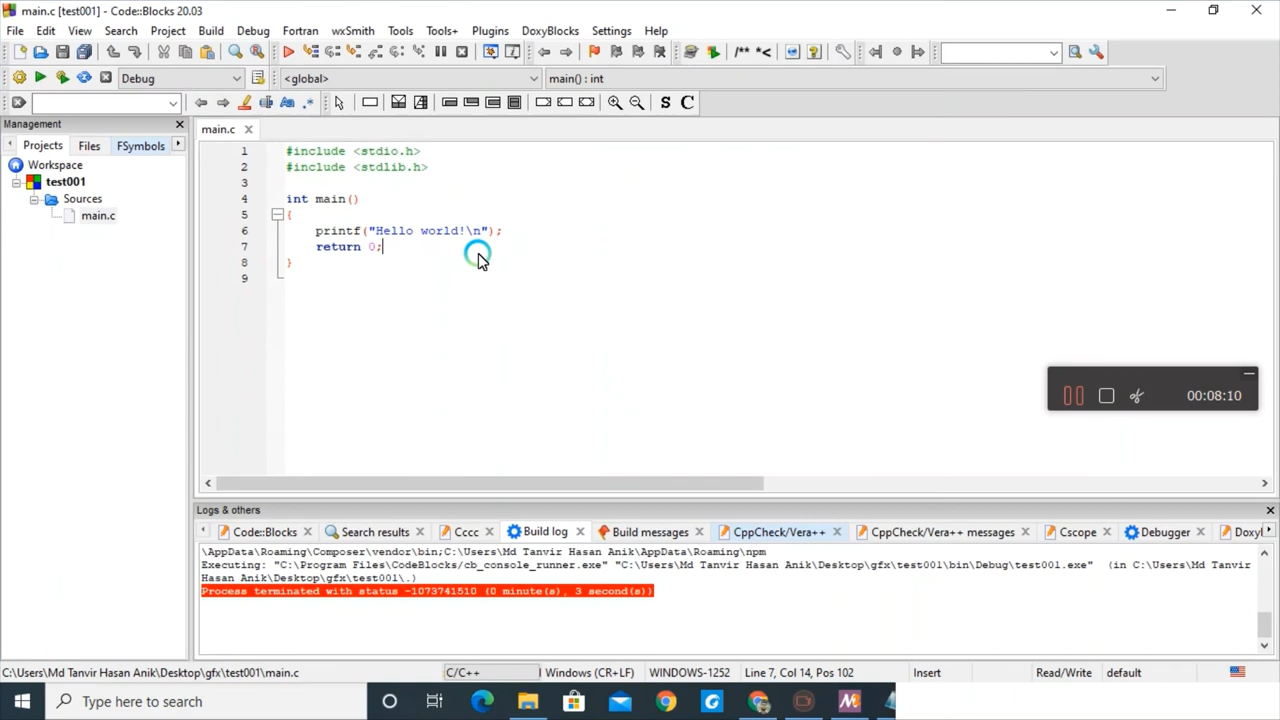 main.c [test001] - Code::Blocks 20.03
File Edit View Search Project Build Debug Fortran wxSmith Tools Tools+ Plugins DoxyBlocks Settings Help
/** *<
Debug <global> main() : int
S C
Management
Projects Files FSymbols
Workspace
test001
Sources
main.c
main.c
1 #include <stdio.h>
2 #include <stdlib.h>
3
4 int main()
5 {
6 printf("Hello world!\n");
7 return 0;
8 }
9
00:08:10
Logs & others
Code::Blocks Search results Cccc Build log Build messages CppCheck/Vera++ CppCheck/Vera++ messages Cscope Debugger Doxy
\AppData\Roaming\Composer\vendor\bin;C:\Users\Md Tanvir Hasan Anik\AppData\Roaming\npm
Executing: "C:\Program Files\CodeBlocks/cb_console_runner.exe" "C:\Users\Md Tanvir Hasan Anik\Desktop\gfx\test001\bin\Debug\test001.exe" (in C:\Users\Md Tanvir
Hasan Anik\Desktop\gfx\test001\.)
Process terminated with status -1073741510 (0 minute(s), 3 second(s))
C:\Users\Md Tanvir Hasan Anik\Desktop\gfx\test001\main.c C/C++ Windows (CR+LF) WINDOWS-1252 Line 7, Col 14, Pos 102 Insert Read/Write default
Type here to search